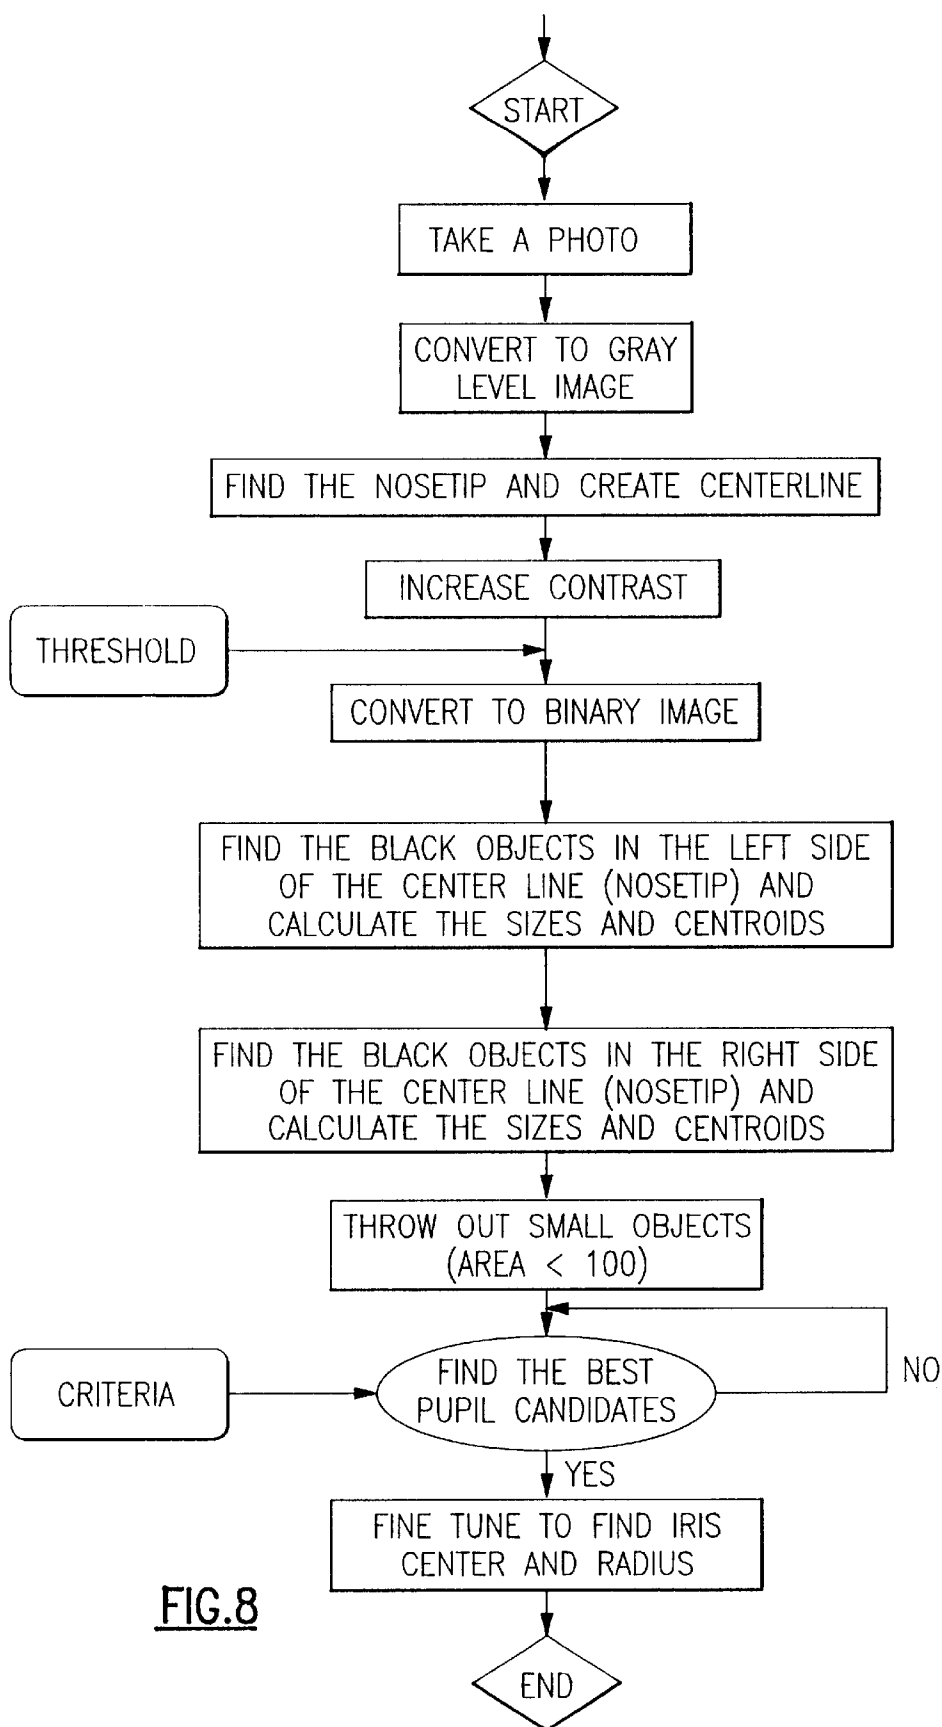 START
TAKE A PHOTO
CONVERT TO GRAY
LEVEL IMAGE
FIND THE NOSETIP AND CREATE CENTERLINE
INCREASE CONTRAST
THRESHOLD
CONVERT TO BINARY IMAGE
FIND THE BLACK OBJECTS IN THE LEFT SIDE
OF THE CENTER LINE (NOSETIP) AND
CALCULATE THE SIZES AND CENTROIDS
FIND THE BLACK OBJECTS IN THE RIGHT SIDE
OF THE CENTER LINE (NOSETIP) AND
CALCULATE THE SIZES AND CENTROIDS
THROW OUT SMALL OBJECTS
(AREA < 100)
CRITERIA
FIND THE BEST
PUPIL CANDIDATES
NO
YES
FINE TUNE TO FIND IRIS
CENTER AND RADIUS
FIG.8
END